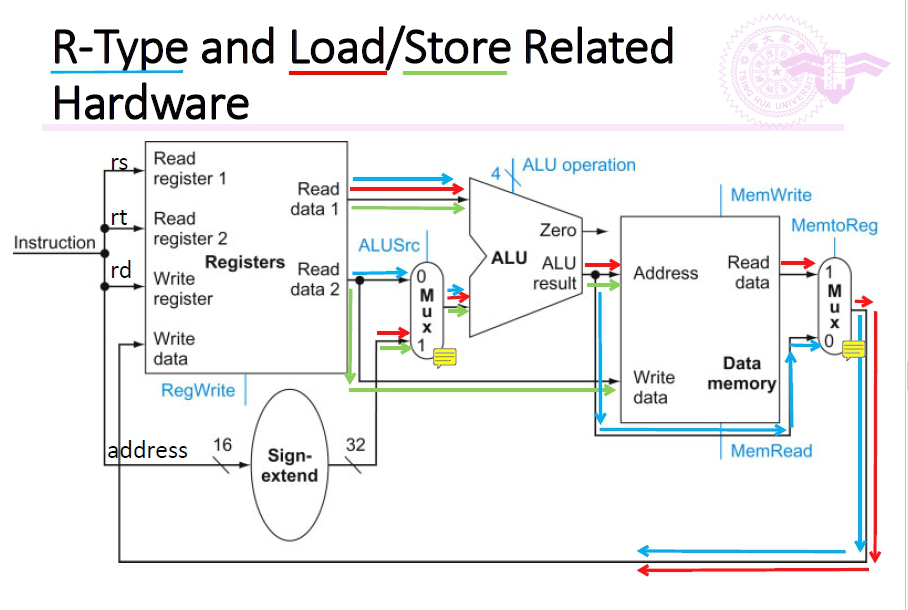 R-Type and Load/Store Related
Hardware
rs
Read
register 1
Read
data 1
4
ALU operation
MemWrite
rt
Read
register 2
Instruction
Registers
ALUSrc
Zero
ALU
ALU
result
MemtoReg
rd
Write
register
Read
data 2
0
M
u
x
1
Address
Read
data
1
M
u
x
0
Write
data
RegWrite
Write
data
Data
memory
MemRead
address
16
Sign-
extend
32